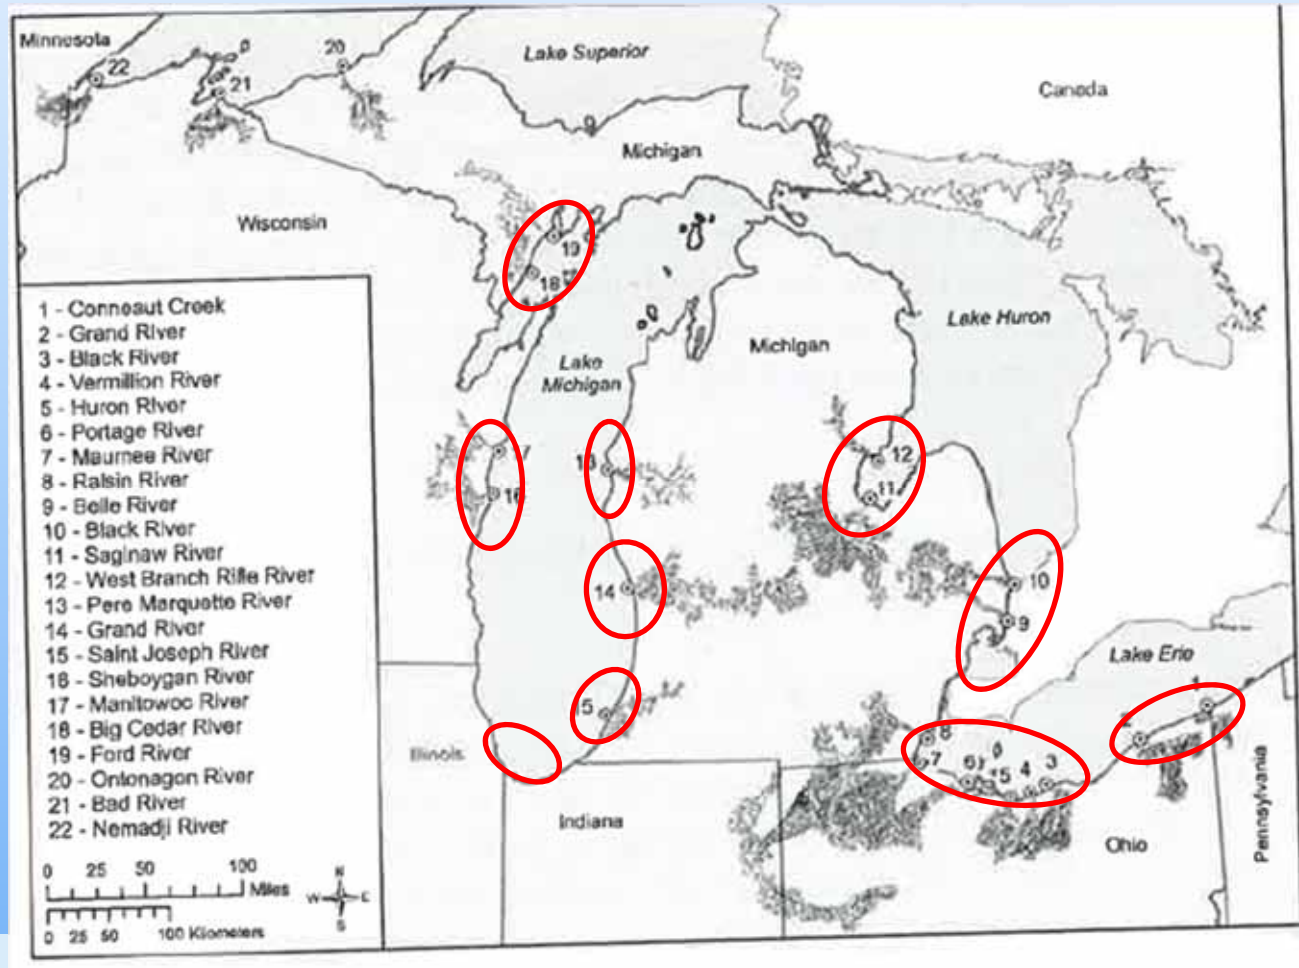 Minnesota
22
21
20
Lake Superior
Canada
Michigan
Wisconsin
19
18
Lake
Michigan
Michigan
Lake Huron
1 - Conneaut Creek
2 - Grand River
3 - Black River
4 - Vermillion River
5 - Huron River
6 - Portage River
7 - Maumee River
8 - Raisin River
9 - Belle River
10 - Black River
11 - Saginaw River
12 - West Branch Rifle River
13 - Pere Marquette River
14 - Grand River
15 - Saint Joseph River
16 - Sheboygan River
17 - Manitowoc River
18 - Big Cedar River
19 - Ford River
20 - Ontonagon River
21 - Bad River
22 - Nemadji River
0 25 50 100
Miles
0 25 50 100 Kilometers
N
W E
S
7
16
13
12
11
14
10
9
15
Lake Erie
1
8
7
6
5
4
3
Illinois
Indiana
Ohio
Pennsylvania